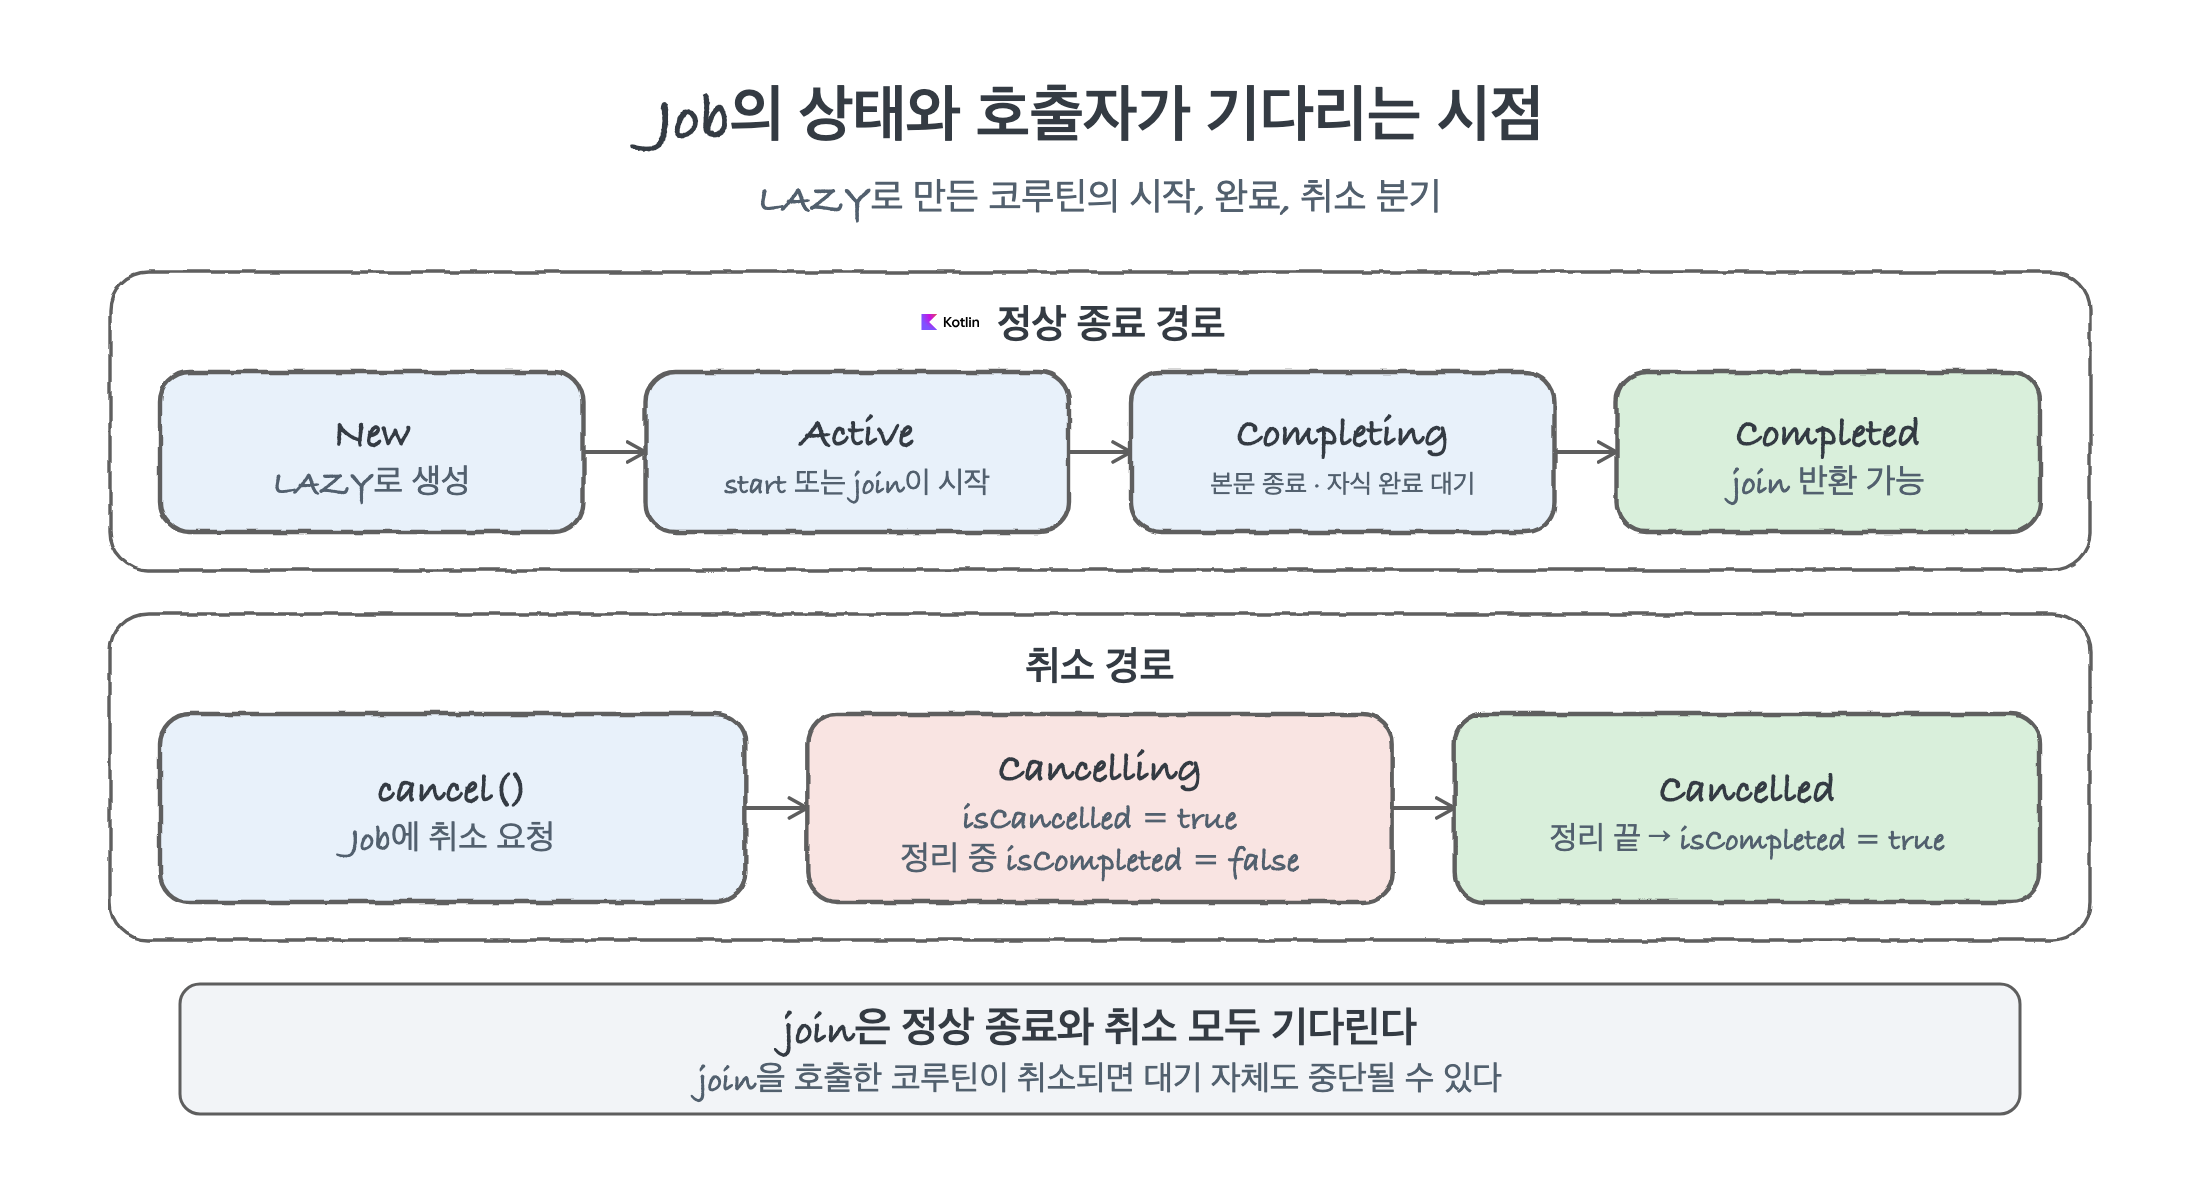 Job의 상태와 호출자가 기다리는 시점
LAZY로 만든 코루틴의 시작, 완료, 취소 분기
Kotlin 정상 종료 경로
New
LAZY로 생성
Active
start 또는 join이 시작
Completing
본문 종료 · 자식 완료 대기
Completed
join 반환 가능
취소 경로
cancel()
Job에 취소 요청
Cancelling
isCancelled = true
정리 중 isCompleted = false
Cancelled
정리 끝 → isCompleted = true
join은 정상 종료와 취소 모두 기다린다
join을 호출한 코루틴이 취소되면 대기 자체도 중단될 수 있다